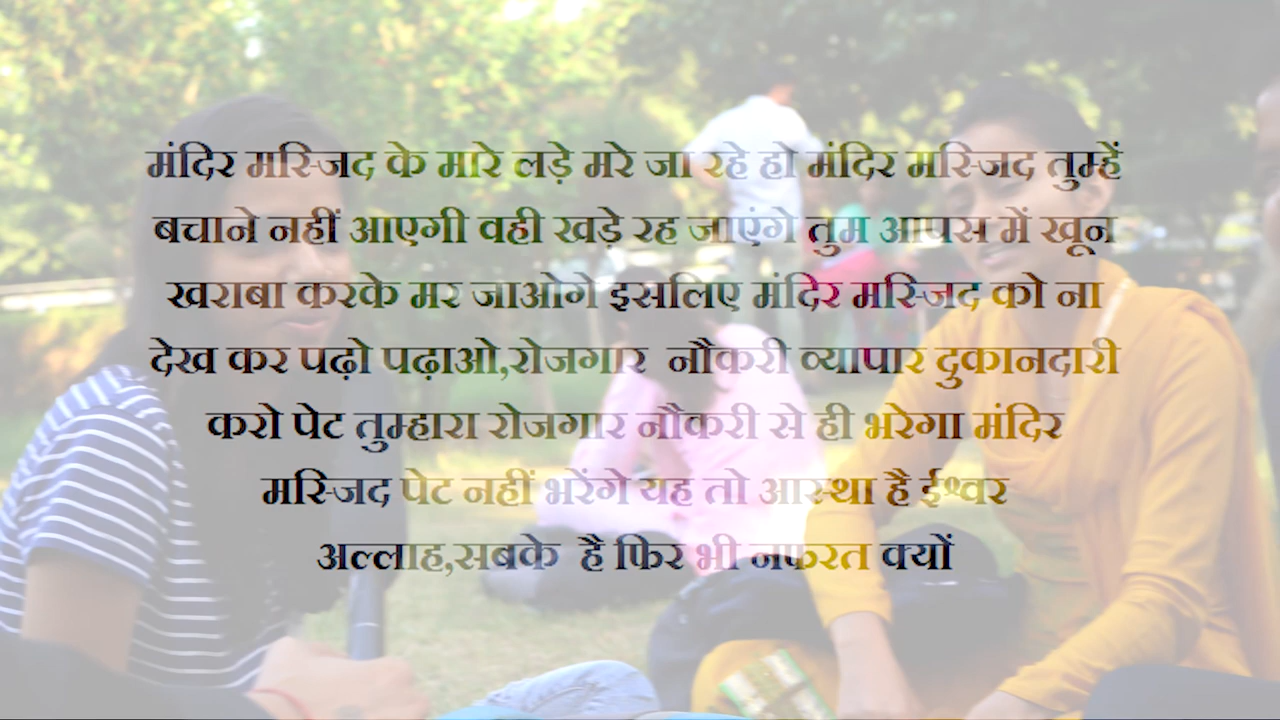 मंदिर मस्जिद के मारे लड़े मरे जा रहे हो मंदिर मस्जिद तुम्हें
बचाने नहीं आएगी वही खड़े रह जाएंगे तुम आपस में खून
खराबा करके मर जाओगे इसलिए मंदिर मस्जिद को ना
देख कर पढ़ो पढ़ाओ,रोजगार नौकरी व्यापार दुकानदारी
करो पेट तुम्हारा रोजगार नौकरी से ही भरेगा मंदिर
मस्जिद पेट नहीं भरेंगे यह तो आस्था है ईश्वर
अल्लाह,सबके है फिर भी नफरत क्यों